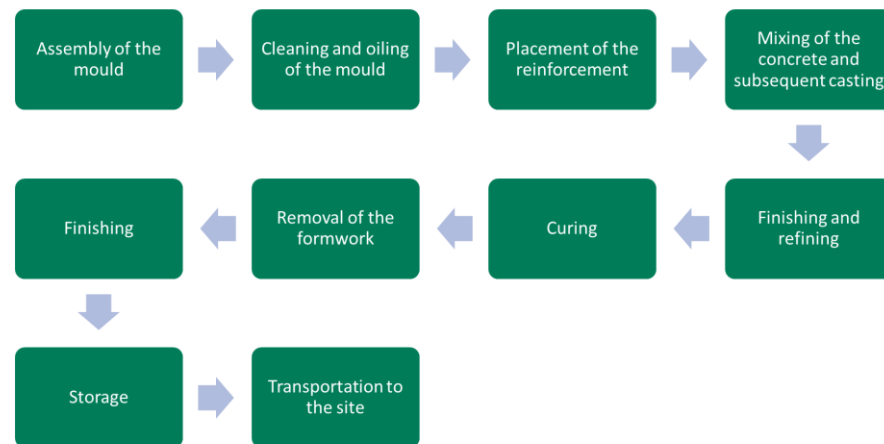 Assembly of the
mould
Cleaning and oiling
of the mould
Placement of the
reinforcement
Mixing of the
concrete and
subsequent casting
Finishing and
refining
Curing
Removal of the
formwork
Finishing
Storage
Transportation to
the site